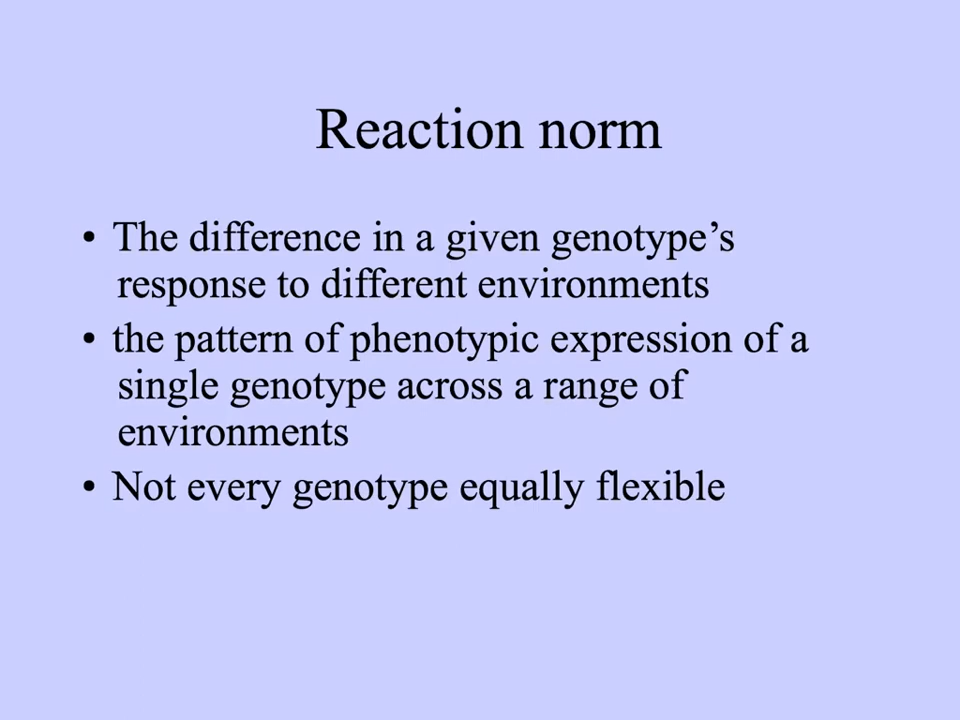 Reaction norm
• The difference in a given genotype’s
response to different environments
• the pattern of phenotypic expression of a
single genotype across a range of
environments
• Not every genotype equally flexible